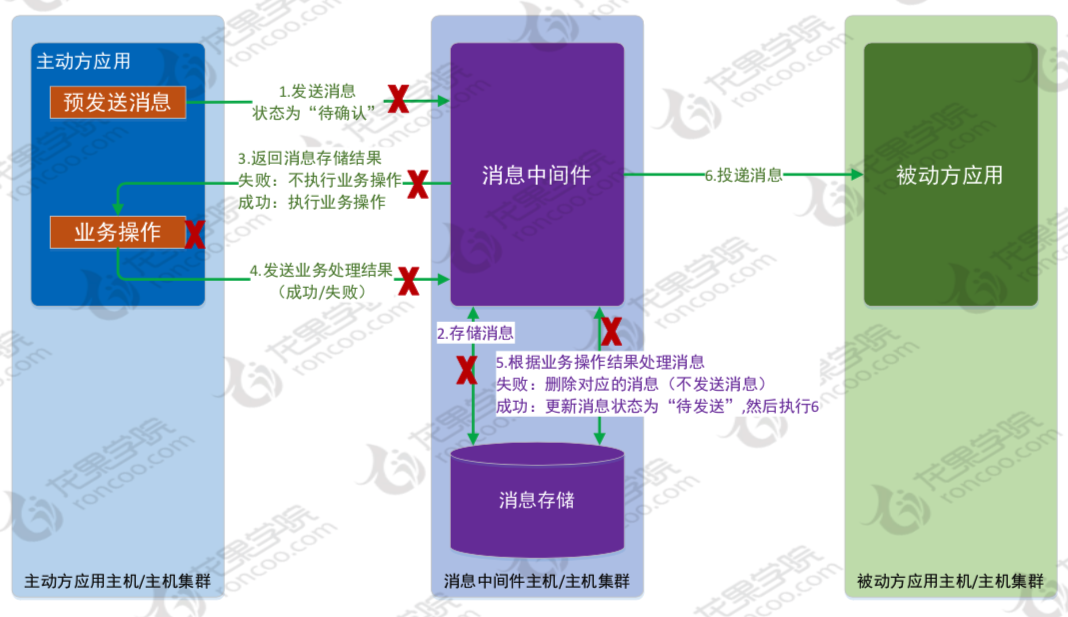 主动方应用
预发送消息
1.发送消息
状态为“待确认”
3.返回消息存储结果
失败：不执行业务操作
成功：执行业务操作
业务操作
4.发送业务处理结果
（成功/失败）
消息中间件
6.投递消息
被动方应用
2.存储消息
5.根据业务操作结果处理消息
失败：删除对应的消息（不发送消息）
成功：更新消息状态为“待发送”,然后执行6
消息存储
主动方应用主机/主机集群
消息中间件主机/主机集群
被动方应用主机/主机集群
龙果学院
roncoo.com